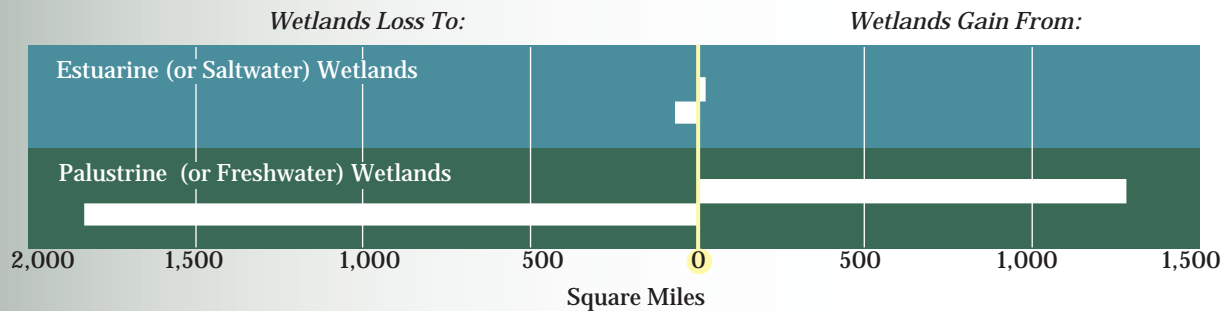 Wetlands Loss To: Wetlands Gain From:
Estuarine (or Saltwater) Wetlands
Palustrine (or Freshwater) Wetlands
2,000 1,500 1,000 500 0 500 1,000 1,500
Square Miles